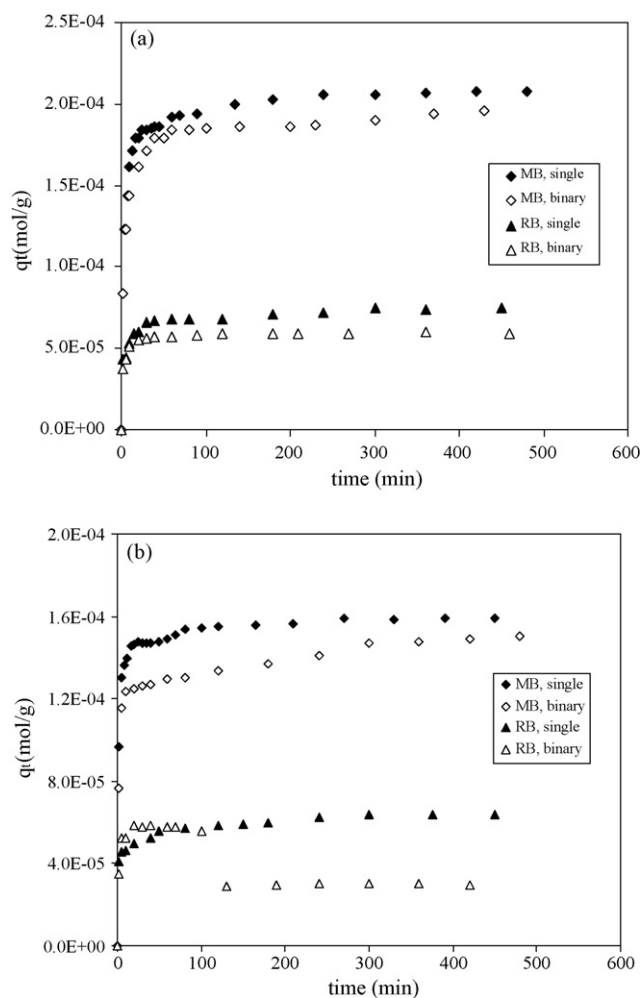 (a)
2.5E-04
2.0E-04
1.5E-04
1.0E-04
5.0E-05
0.0E+00
qt(mol/g)
MB, single
MB, binary
RB, single
RB, binary
0 100 200 300 400 500 600
time (min)
(b)
2.0E-04
1.6E-04
1.2E-04
8.0E-05
4.0E-05
0.0E+00
qt(mol/g)
MB, single
MB, binary
RB, single
RB, binary
0 100 200 300 400 500 600
time (min)